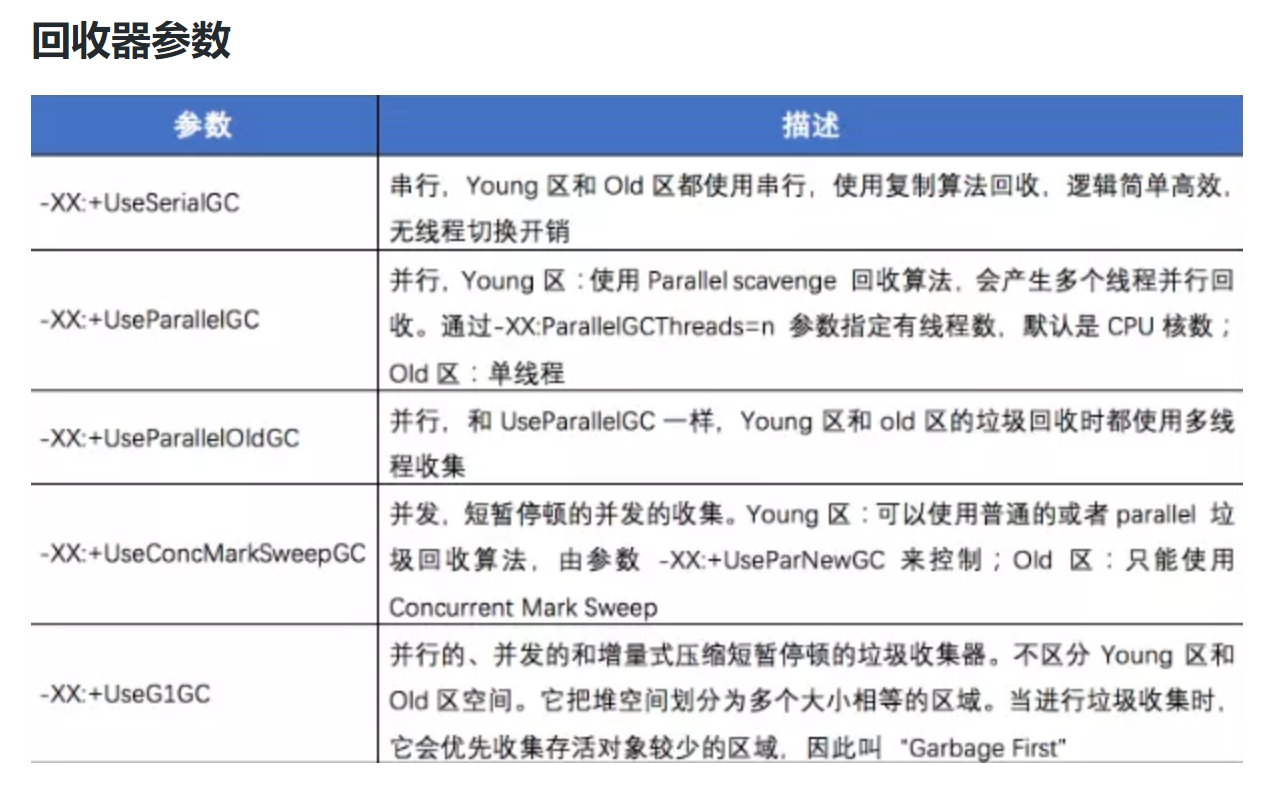 回收器参数
参数
描述
-XX:+UseSerialGC
串行，Young 区和 Old 区都使用串行，使用复制算法回收，逻辑简单高效，
无线程切换开销
-XX:+UseParallelGC
并行，Young 区：使用 Parallel scavenge 回收算法，会产生多个线程并行回
收。通过-XX:ParallelGCThreads=n 参数指定有线程数，默认是 CPU 核数；
Old 区：单线程
-XX:+UseParallelOldGC
并行，和 UseParallelGC 一样，Young 区和 old 区的垃圾回收时都使用多线
程收集
-XX:+UseConcMarkSweepGC
并发，短暂停顿的并发的收集。Young 区：可以使用普通的或者 parallel 垃
圾回收算法，由参数 -XX:+UseParNewGC 来控制；Old 区：只能使用
Concurrent Mark Sweep
-XX:+UseG1GC
并行的、并发的和增量式压缩短暂停顿的垃圾收集器。不区分 Young 区和
Old 区空间。它把堆空间划分为多个大小相等的区域。当进行垃圾收集时，
它会优先收集存活对象较少的区域，因此叫 “Garbage First”